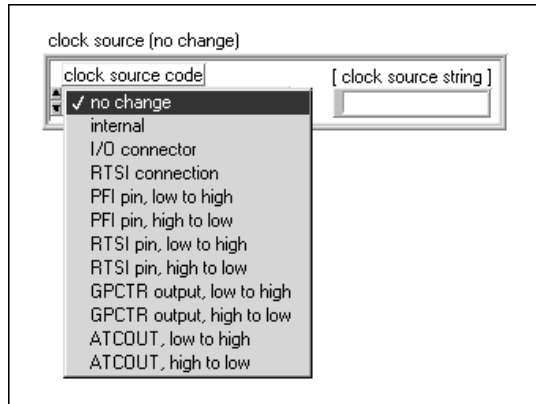 clock source (no change)
clock source code
[ clock source string ]
✓ no change
internal
I/O connector
RTSI connection
PFI pin, low to high
PFI pin, high to low
RTSI pin, low to high
RTSI pin, high to low
GPCTR output, low to high
GPCTR output, high to low
ATCOUT, low to high
ATCOUT, high to low